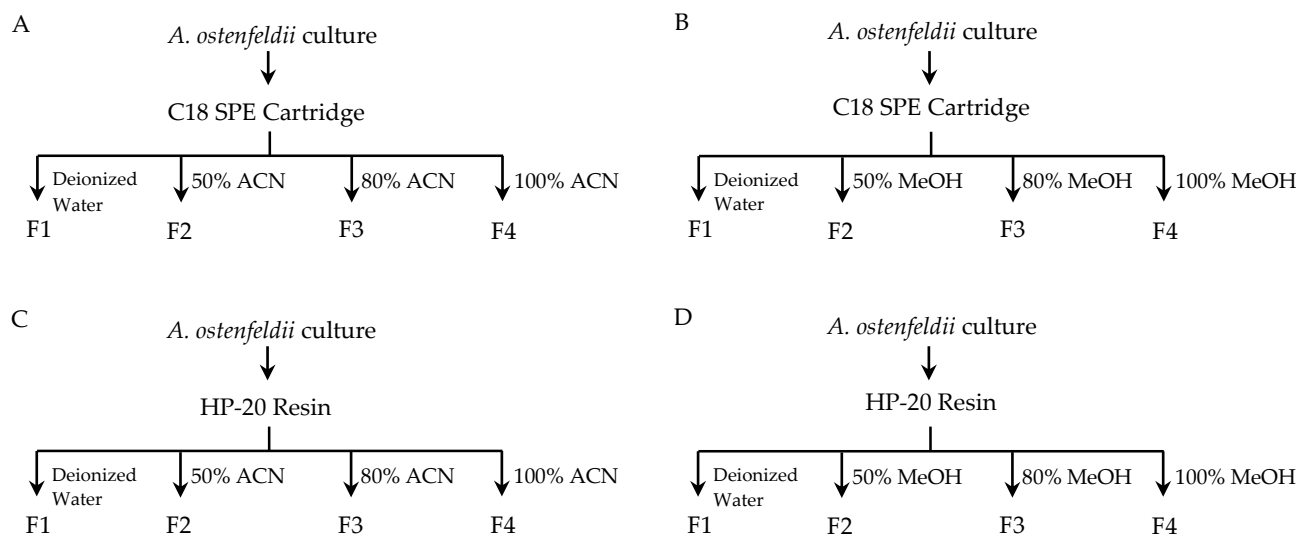 A
A. ostenfeldii culture
C18 SPE Cartridge
Deionized
Water
50% ACN
80% ACN
100% ACN
F1
F2
F3
F4
B
A. ostenfeldii culture
C18 SPE Cartridge
Deionized
Water
50% MeOH
80% MeOH
100% MeOH
F1
F2
F3
F4
C
A. ostenfeldii culture
HP-20 Resin
Deionized
Water
50% ACN
80% ACN
100% ACN
F1
F2
F3
F4
D
A. ostenfeldii culture
HP-20 Resin
Deionized
Water
50% MeOH
80% MeOH
100% MeOH
F1
F2
F3
F4